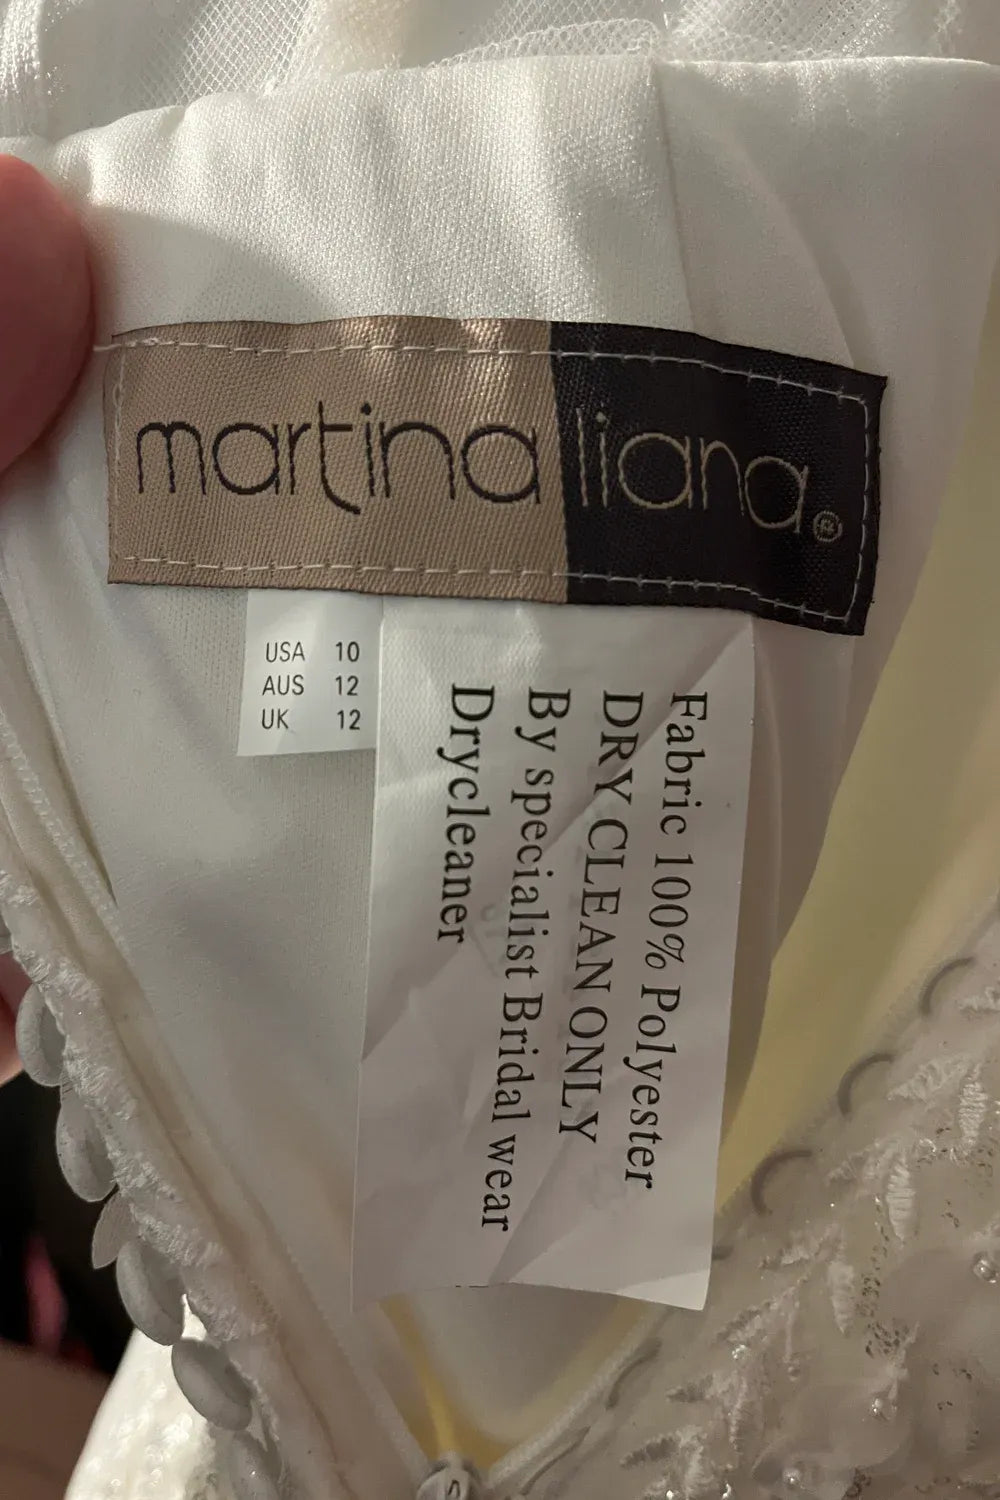 martina liana®
USA 10
AUS 12
UK 12
Fabric 100% Polyester
DRY CLEAN ONLY
By specialist Bridal wear
Drycleaner